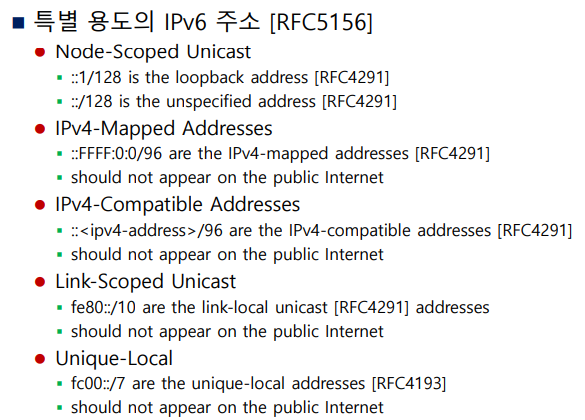 특별 용도의 IPv6 주소 [RFC5156]
Node-Scoped Unicast
::1/128 is the loopback address [RFC4291]
::/128 is the unspecified address [RFC4291]
IPv4-Mapped Addresses
::FFFF:0:0/96 are the IPv4-mapped addresses [RFC4291]
should not appear on the public Internet
IPv4-Compatible Addresses
::<ipv4-address>/96 are the IPv4-compatible addresses [RFC4291]
should not appear on the public Internet
Link-Scoped Unicast
fe80::/10 are the link-local unicast [RFC4291] addresses
should not appear on the public Internet
Unique-Local
fc00::/7 are the unique-local addresses [RFC4193]
should not appear on the public Internet